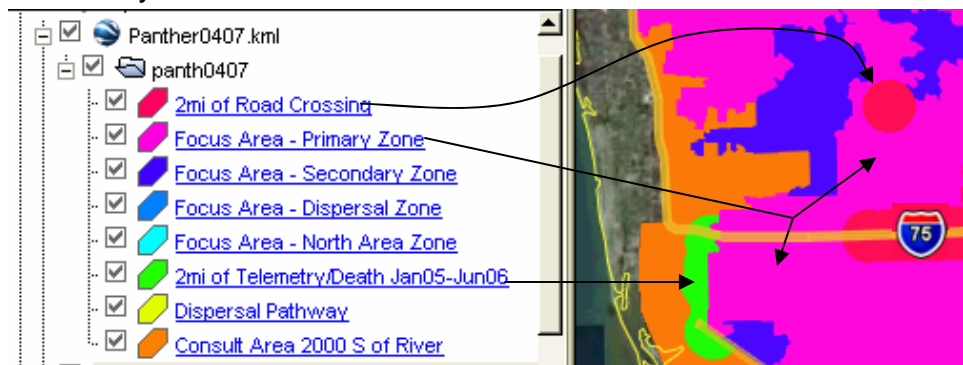 Panther0407.kml
panth0407
2mi of Road Crossing
Focus Area - Primary Zone
Focus Area - Secondary Zone
Focus Area - Dispersal Zone
Focus Area - North Area Zone
2mi of Telemetry/Death Jan05-Jun06
Dispersal Pathway
Consult Area 2000 S of River
75